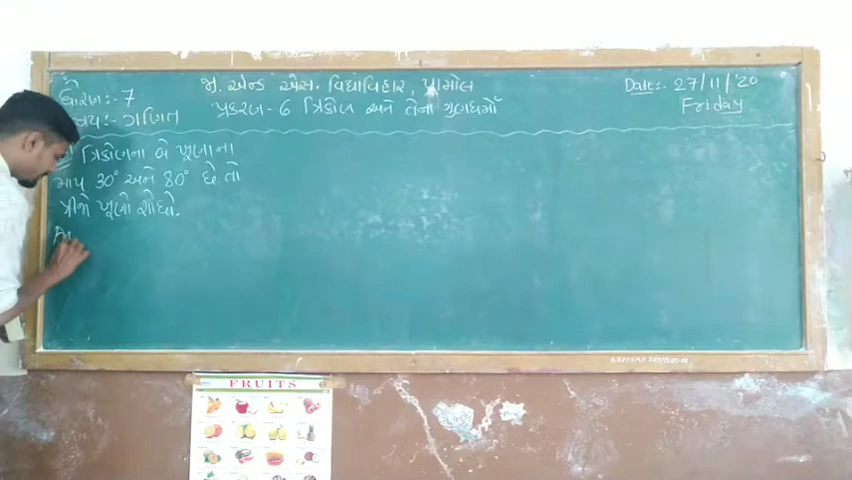 ધોરણ:- 7
જી. એન્ડ એસ. વિદ્યાવિહાર, પામોલ
Date:- 27/11/'20
વિષય:- ગણિત
પ્રકરણ- 6 ત્રિકોણ અને તેના ગુણધર્મો
Friday
ત્રિકોણના બે ખૂણાના
માપ 30° અને 80° છે. તો
ત્રીજો ખૂણો શોધો.
FRUITS